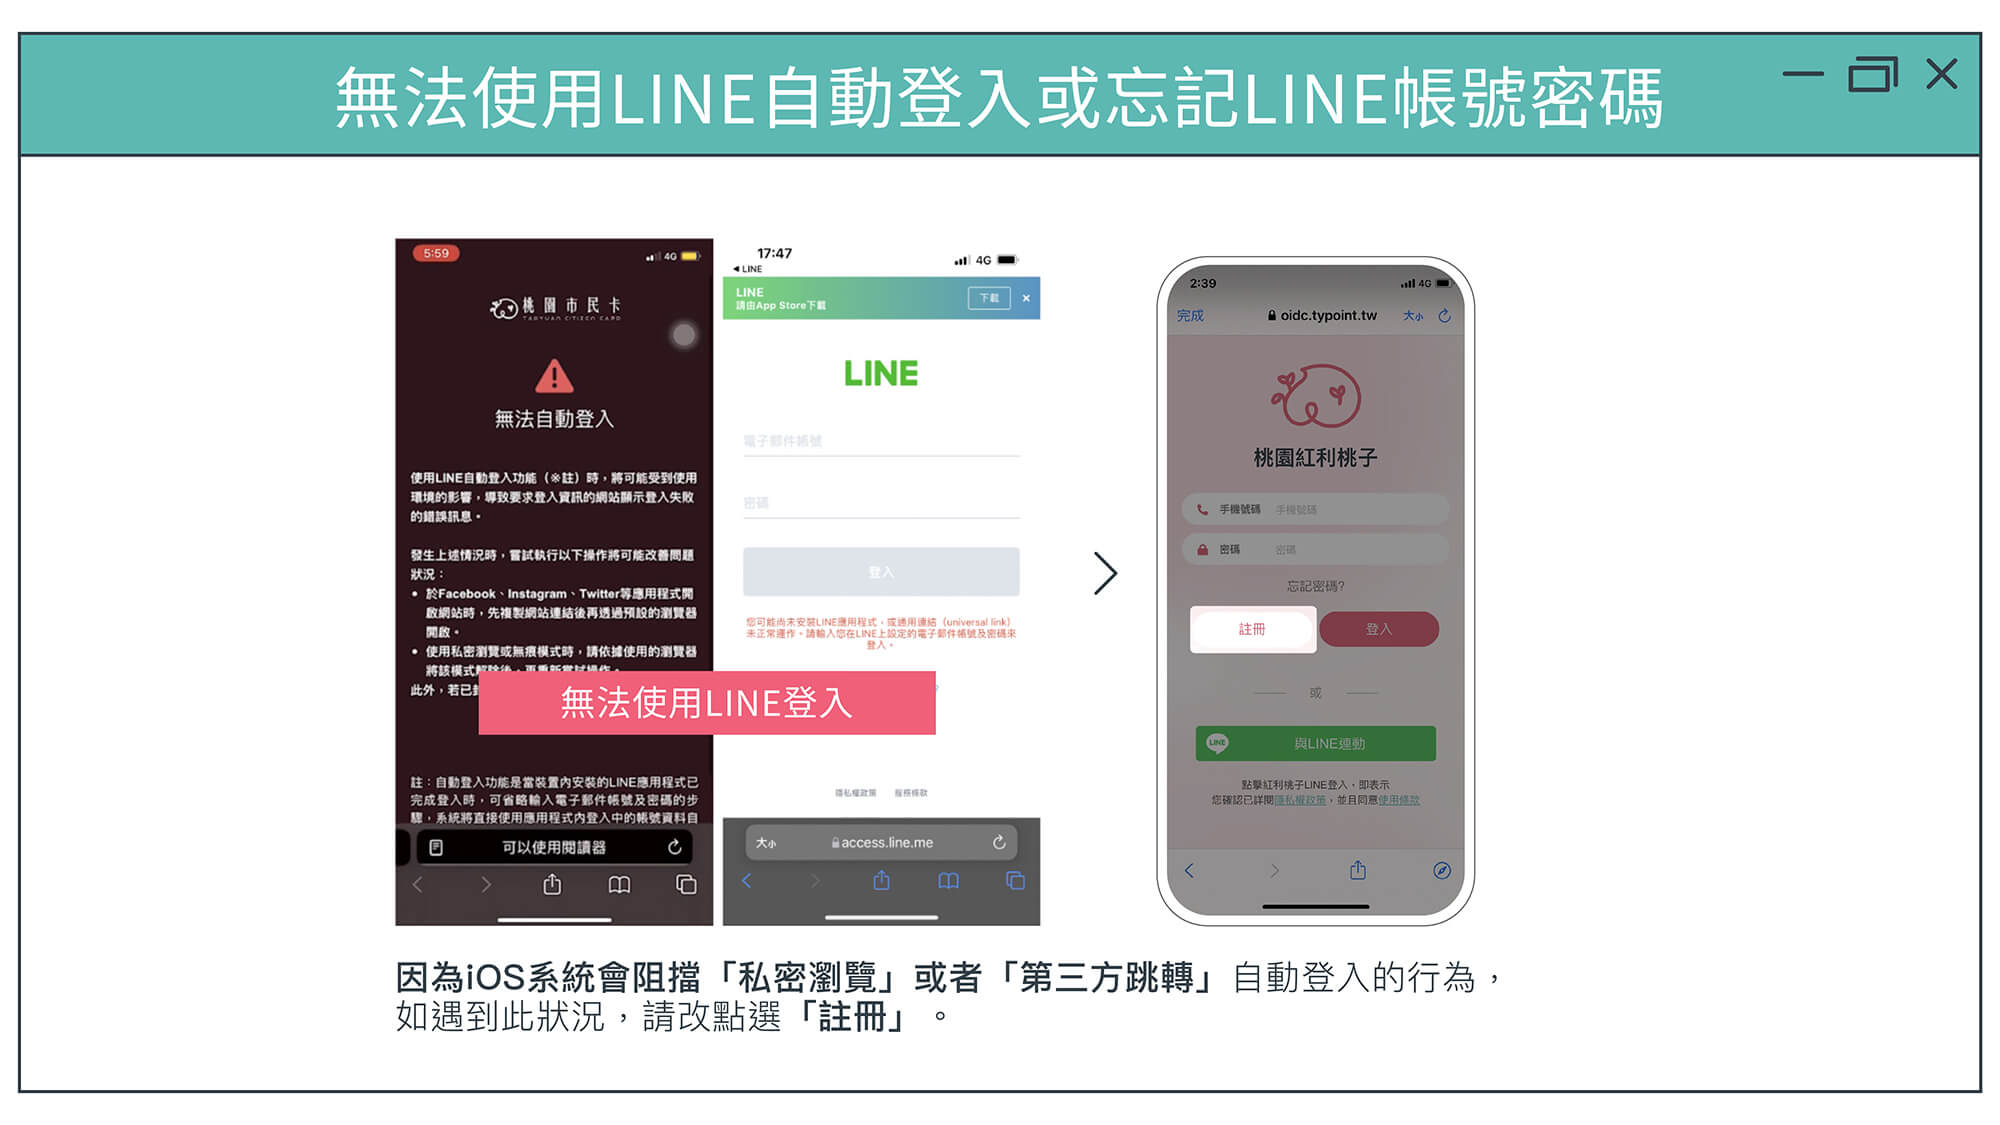 無法使用LINE自動登入或忘記LINE帳號密碼
5:59
4G
桃園市民卡
TAOYUAN CITIZEN CARD
無法自動登入
使用LINE自動登入功能（※註）時，將可能受到使用
環境的影響，導致要求登入資訊的網站顯示登入失敗
的錯誤訊息。
發生上述情況時，嘗試執行以下操作將可能改善問題
狀況：
• 於Facebook、Instagram、Twitter等應用程式開
啟網站時，先複製網站連結後再透過預設的瀏覽器
開啟。
• 使用私密瀏覽或無痕模式時，請依據使用的瀏覽器
將該模式解除後，再重新嘗試操作。
此外，若已
註：自動登入功能是當裝置內安裝的LINE應用程式已
完成登入時，可省略輸入電子郵件帳號及密碼的步
驟，系統將直接使用應用程式內登入中的帳號資料自
可以使用閱讀器
17:47
4G
◀ LINE
LINE
請由App Store下載
下載
×
LINE
電子郵件帳號
密碼
登入
您可能尚未安裝LINE應用程式，或通用連結（universal link）
未正常運作。請輸入您在LINE上設定的電子郵件帳號及密碼來
登入。
無法使用LINE登入
隱私權政策 服務條款
大小 access.line.me
2:39
4G
完成 oidc.typoint.tw 大小
桃園紅利桃子
手機號碼 手機號碼
密碼 密碼
忘記密碼?
註冊 登入
或
LINE 與LINE連動
點擊紅利桃子LINE登入，即表示
您確認已詳閱隱私權政策，並且同意使用條款
因為iOS系統會阻擋「私密瀏覽」或者「第三方跳轉」自動登入的行為，
如遇到此狀況，請改點選「註冊」。